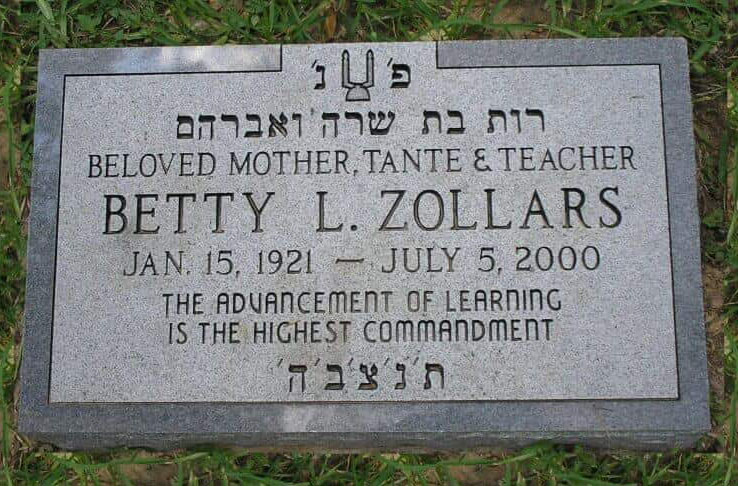 פ' נ'
רות בת שרה ואברהם
BELOVED MOTHER, TANTE & TEACHER
BETTY L. ZOLLARS
JAN. 15, 1921 — JULY 5, 2000
THE ADVANCEMENT OF LEARNING
IS THE HIGHEST COMMANDMENT
ת'נ'צ'ב'ה'